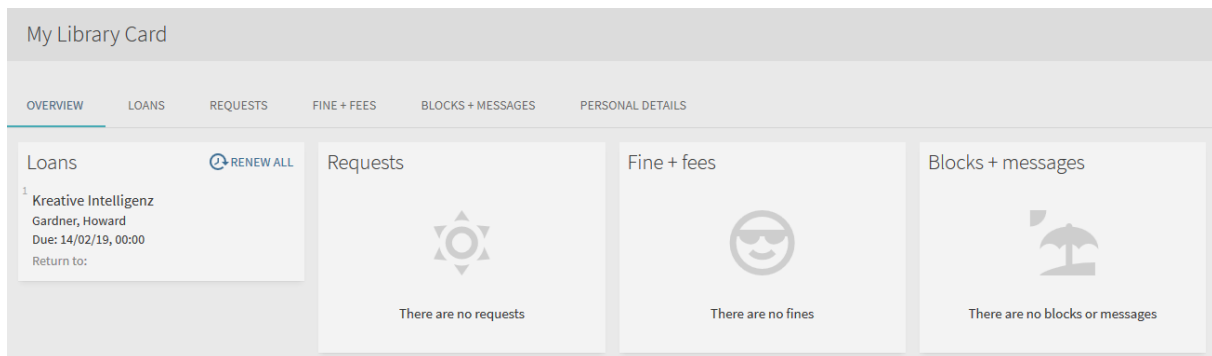 My Library Card
OVERVIEW LOANS REQUESTS FINE + FEES BLOCKS + MESSAGES PERSONAL DETAILS
Loans RENEW ALL
1 Kreative Intelligenz
Gardner, Howard
Due: 14/02/19, 00:00
Return to:
Requests
There are no requests
Fine + fees
There are no fines
Blocks + messages
There are no blocks or messages